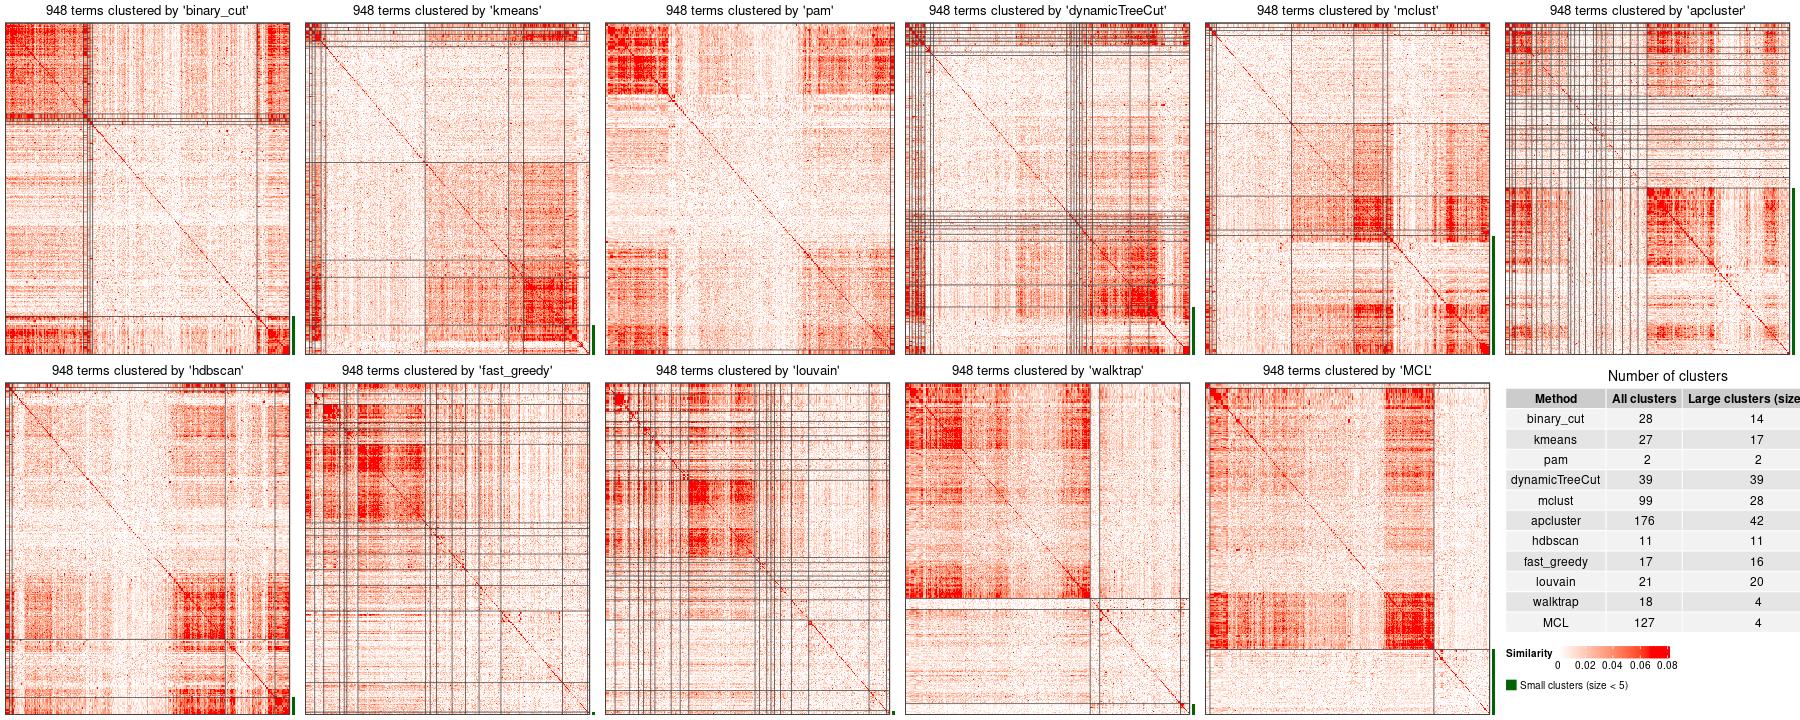 948 terms clustered by 'binary_cut'
948 terms clustered by 'kmeans'
948 terms clustered by 'pam'
948 terms clustered by 'dynamicTreeCut'
948 terms clustered by 'mclust'
948 terms clustered by 'apcluster'
948 terms clustered by 'hdbscan'
948 terms clustered by 'fast_greedy'
948 terms clustered by 'louvain'
948 terms clustered by 'walktrap'
948 terms clustered by 'MCL'
Number of clusters
Method All clusters Large clusters (size
binary_cut 28 14
kmeans 27 17
pam 2 2
dynamicTreeCut 39 39
mclust 99 28
apcluster 176 42
hdbscan 11 11
fast_greedy 17 16
louvain 21 20
walktrap 18 4
MCL 127 4
Similarity
0 0.02 0.04 0.06 0.08
Small clusters (size < 5)